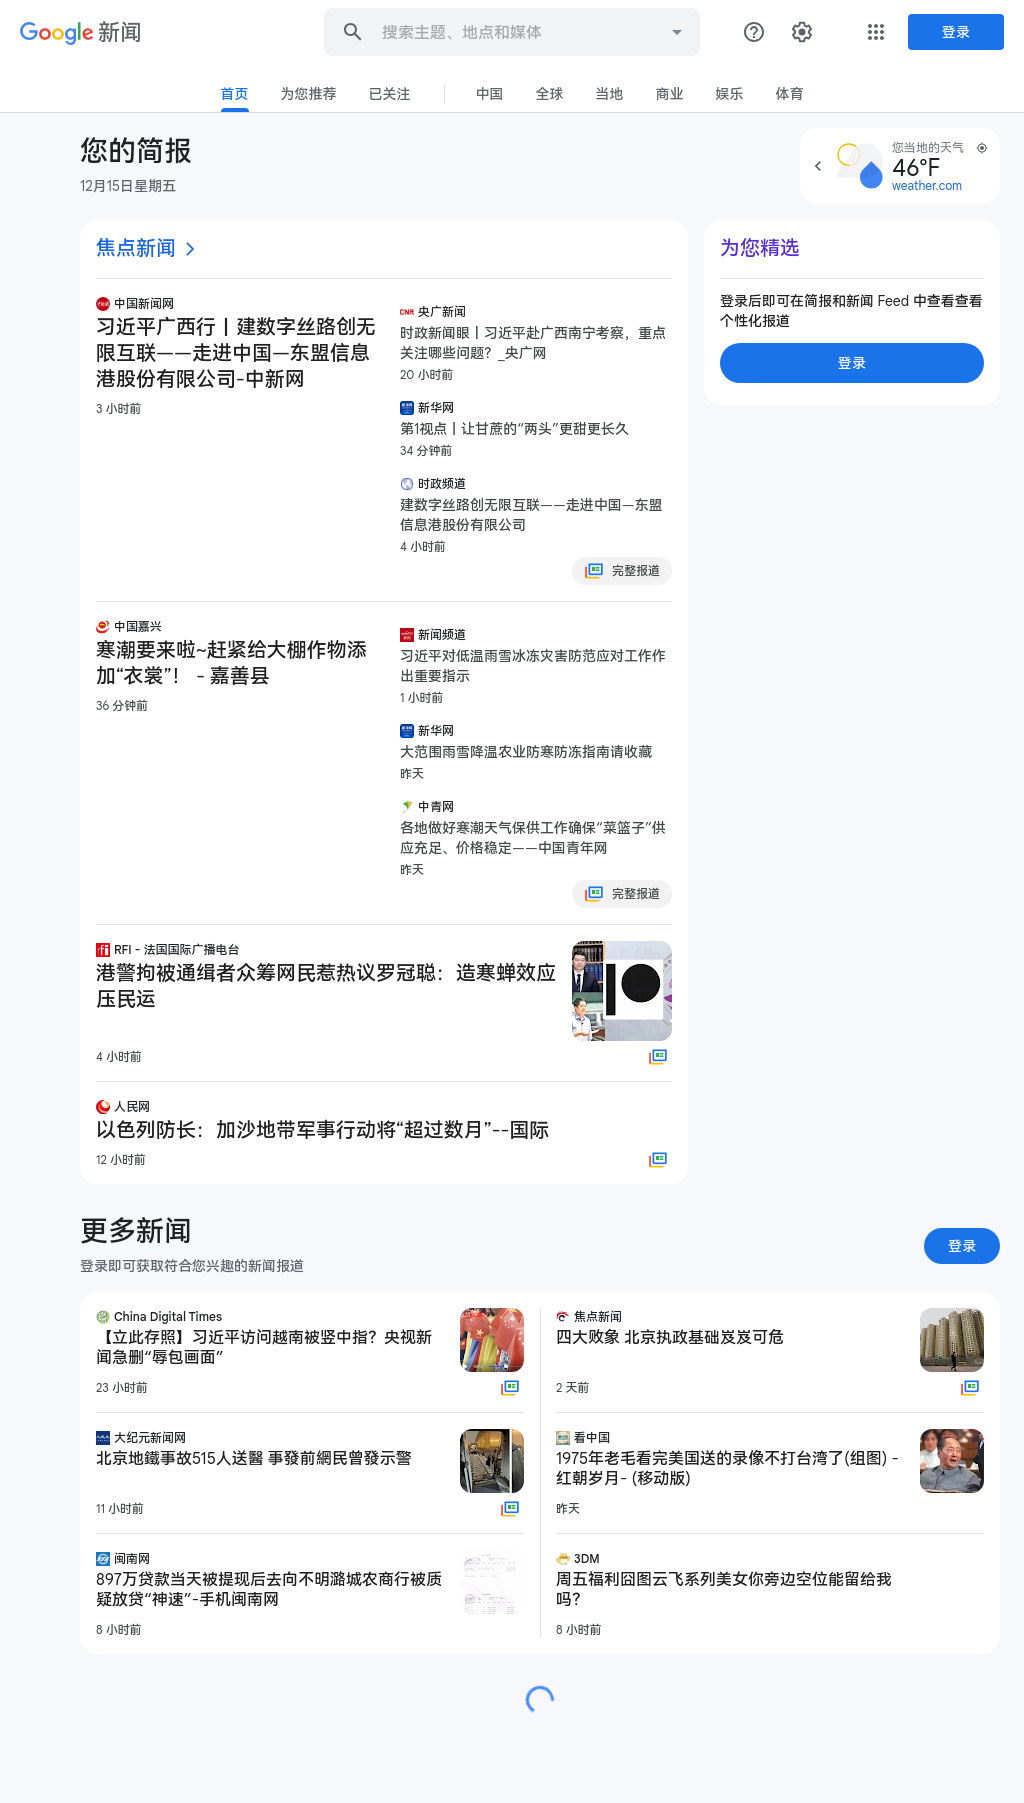 Google 新闻
搜索主题、地点和媒体
登录
首页
为您推荐
已关注
中国
全球
当地
商业
娱乐
体育
您的简报
12月15日星期五
您当地的天气
46°F
weather.com
焦点新闻
中国新闻网
习近平广西行丨建数字丝路创无
限互联——走进中国—东盟信息
港股份有限公司-中新网
3 小时前
CNR 央广新闻
时政新闻眼丨习近平赴广西南宁考察，重点
关注哪些问题？_央广网
20 小时前
新华网
第1视点丨让甘蔗的“两头”更甜更长久
34 分钟前
时政频道
建数字丝路创无限互联——走进中国—东盟
信息港股份有限公司
4 小时前
完整报道
中国嘉兴
寒潮要来啦~赶紧给大棚作物添
加“衣裳”！ - 嘉善县
36 分钟前
新闻频道
习近平对低温雨雪冰冻灾害防范应对工作作
出重要指示
1 小时前
新华网
大范围雨雪降温农业防寒防冻指南请收藏
昨天
中青网
各地做好寒潮天气保供工作确保“菜篮子”供
应充足、价格稳定——中国青年网
昨天
完整报道
rfi RFI - 法国国际广播电台
港警拘被通缉者众筹网民惹热议罗冠聪：造寒蝉效应
压民运
4 小时前
人民网
以色列防长：加沙地带军事行动将“超过数月”--国际
12 小时前
为您精选
登录后即可在简报和新闻 Feed 中查看查看
个性化报道
登录
更多新闻
登录即可获取符合您兴趣的新闻报道
登录
China Digital Times
【立此存照】习近平访问越南被竖中指？央视新
闻急删“辱包画面”
23 小时前
焦点新闻
四大败象 北京执政基础岌岌可危
2 天前
大纪元新闻网
北京地鐵事故515人送醫 事發前網民曾發示警
11 小时前
看中国
1975年老毛看完美国送的录像不打台湾了(组图) -
红朝岁月- (移动版)
昨天
闽南网
897万贷款当天被提现后去向不明潞城农商行被质
疑放贷“神速”-手机闽南网
8 小时前
3DM
周五福利囧图云飞系列美女你旁边空位能留给我
吗?
8 小时前